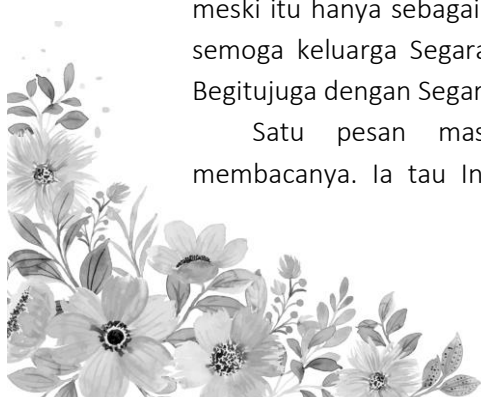 meski itu hanya sebagai
semoga keluarga Segara
Begitujuga dengan Segar
Satu pesan mas
membacanya. Ia tau In